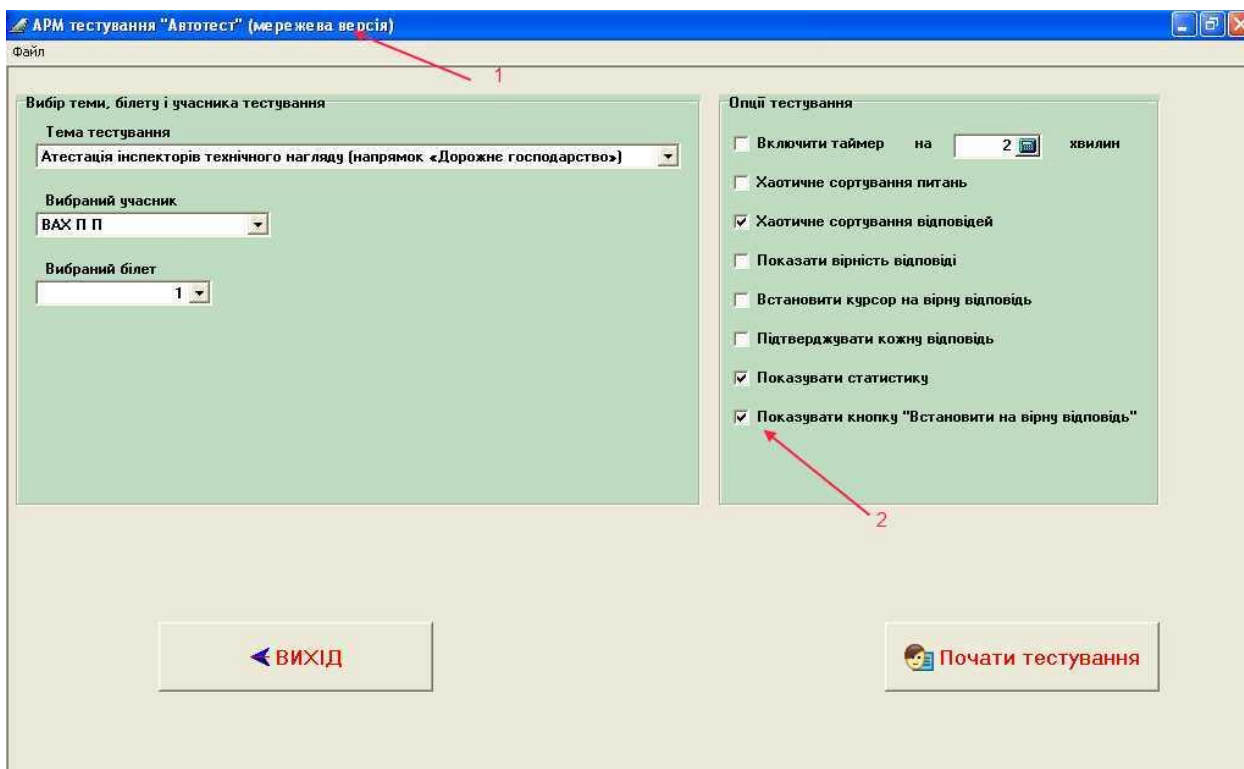 АРМ тестування "Автотест" (мережева версія)
Файл
1
Вибір теми, білету і учасника тестування
Тема тестування
Атестація інспекторів технічного нагляду (напрямок «Дорожнє господарство»)
Вибраний учасник
ВАХ П П
Вибраний білет
1
Опції тестування
Включити таймер на 2 хвилин
Хаотичне сортування питань
Хаотичне сортування відповідей
Показати вірність відповіді
Встановити курсор на вірну відповідь
Підтверджувати кожну відповідь
Показувати статистику
Показувати кнопку "Встановити на вірну відповідь"
2
ВИХІД
Почати тестування